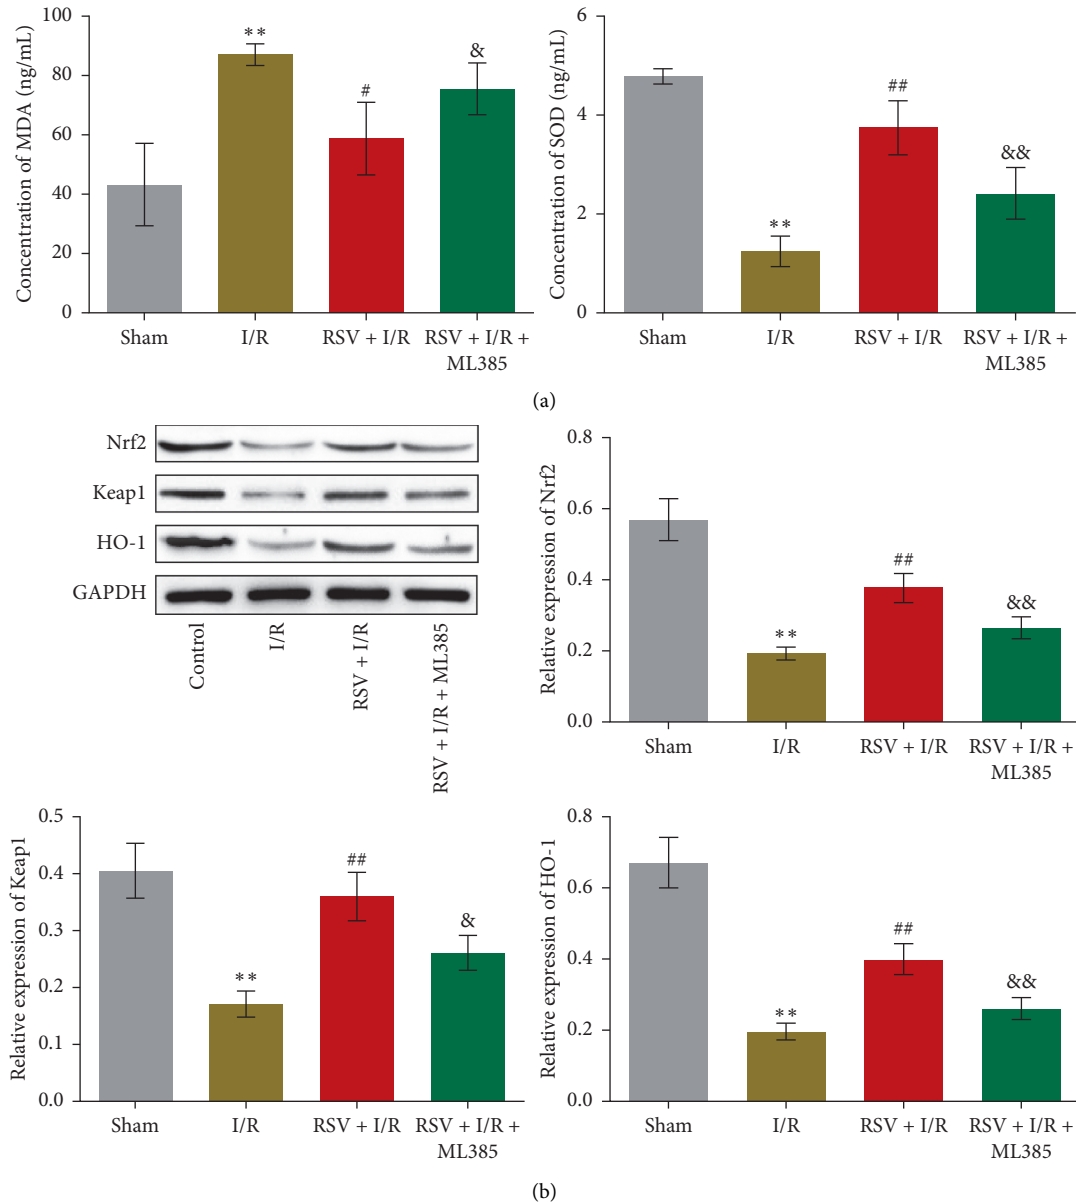 Concentration of MDA (ng/mL)
100
80
60
40
20
0
**
#
&
Sham
I/R
RSV + I/R
RSV + I/R +
ML385
Concentration of SOD (ng/mL)
6
4
2
0
**
##
&&
Sham
I/R
RSV + I/R
RSV + I/R +
ML385
(a)
Nrf2
Keap1
HO-1
GAPDH
Control
I/R
RSV + I/R
RSV + I/R + ML385
Relative expression of Nrf2
0.8
0.6
0.4
0.2
0.0
**
##
&&
Sham
I/R
RSV + I/R
RSV + I/R +
ML385
Relative expression of Keap1
0.5
0.4
0.3
0.2
0.1
0.0
**
##
&
Sham
I/R
RSV + I/R
RSV + I/R +
ML385
Relative expression of HO-1
0.8
0.6
0.4
0.2
0.0
**
##
&&
Sham
I/R
RSV + I/R
RSV + I/R +
ML385
(b)